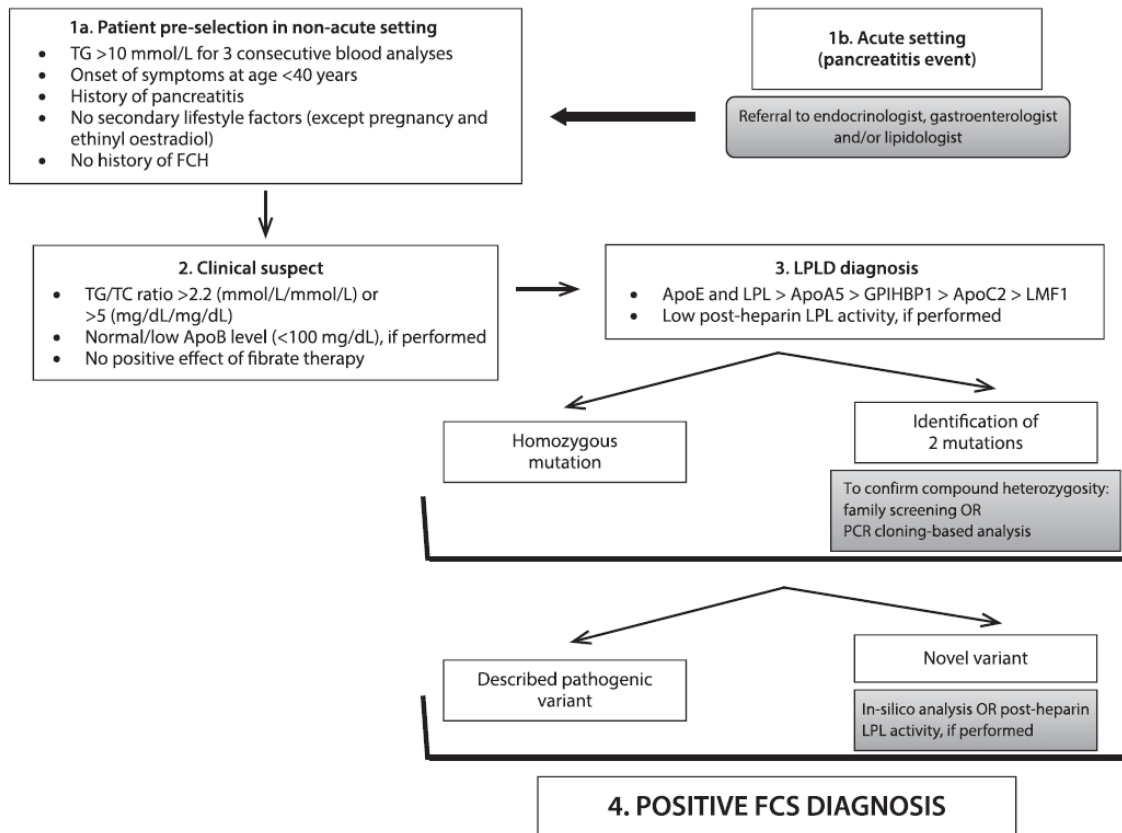 1a. Patient pre-selection in non-acute setting
• TG >10 mmol/L for 3 consecutive blood analyses
• Onset of symptoms at age <40 years
• History of pancreatitis
• No secondary lifestyle factors (except pregnancy and
ethinyl oestradiol)
• No history of FCH
1b. Acute setting
(pancreatitis event)
Referral to endocrinologist, gastroenterologist
and/or lipidologist
2. Clinical suspect
• TG/TC ratio >2.2 (mmol/L/mmol/L) or
>5 (mg/dL/mg/dL)
• Normal/low ApoB level (<100 mg/dL), if performed
• No positive effect of fibrate therapy
3. LPLD diagnosis
• ApoE and LPL > ApoA5 > GPIHBP1 > ApoC2 > LMF1
• Low post-heparin LPL activity, if performed
Homozygous
mutation
Identification of
2 mutations
To confirm compound heterozygosity:
family screening OR
PCR cloning-based analysis
Described pathogenic
variant
Novel variant
In-silico analysis OR post-heparin
LPL activity, if performed
4. POSITIVE FCS DIAGNOSIS